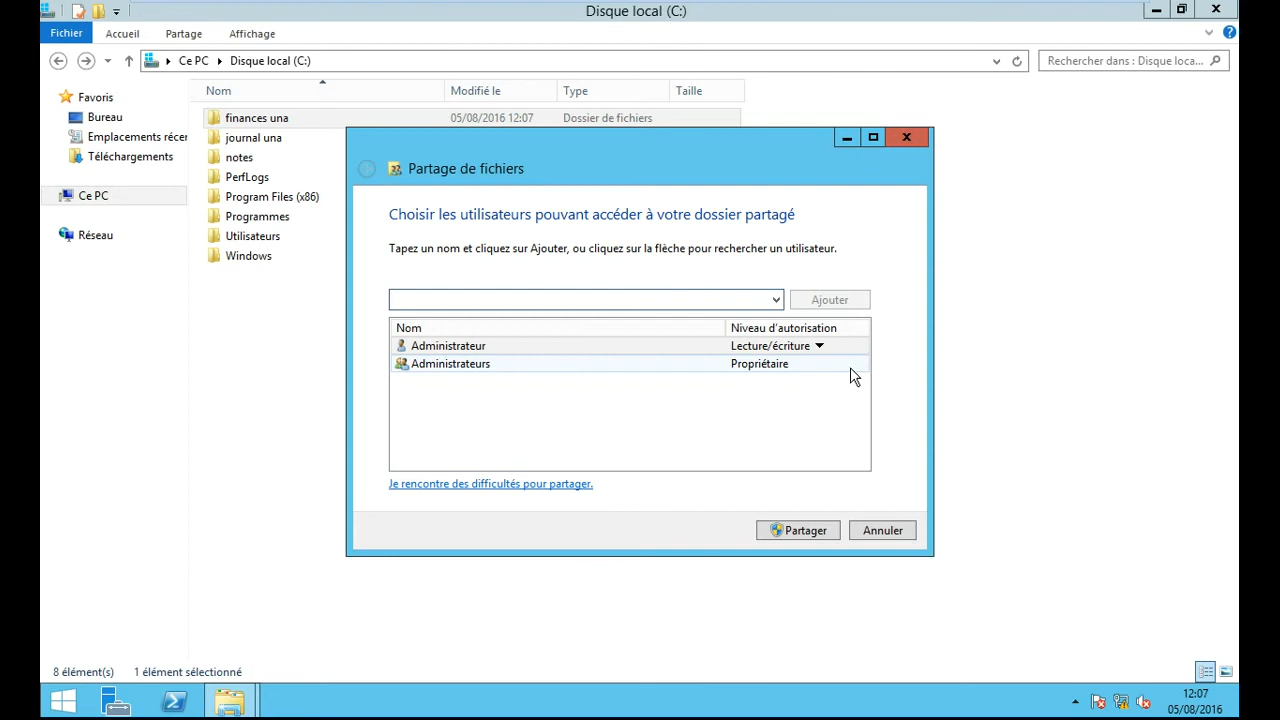 Disque local (C:)
Fichier Accueil Partage Affichage
Ce PC Disque local (C:) Rechercher dans : Disque loca...
Nom Modifié le Type Taille
Favoris
Bureau
Emplacements récer
Téléchargements
Ce PC
Réseau
finances una 05/08/2016 12:07 Dossier de fichiers
journal una
notes
PerfLogs
Program Files (x86)
Programmes
Utilisateurs
Windows
Partage de fichiers
Choisir les utilisateurs pouvant accéder à votre dossier partagé
Tapez un nom et cliquez sur Ajouter, ou cliquez sur la flèche pour rechercher un utilisateur.
Ajouter
Nom Niveau d'autorisation
Administrateur Lecture/écriture
Administrateurs Propriétaire
Je rencontre des difficultés pour partager.
Partager Annuler
8 élément(s) 1 élément sélectionné
12:07
05/08/2016